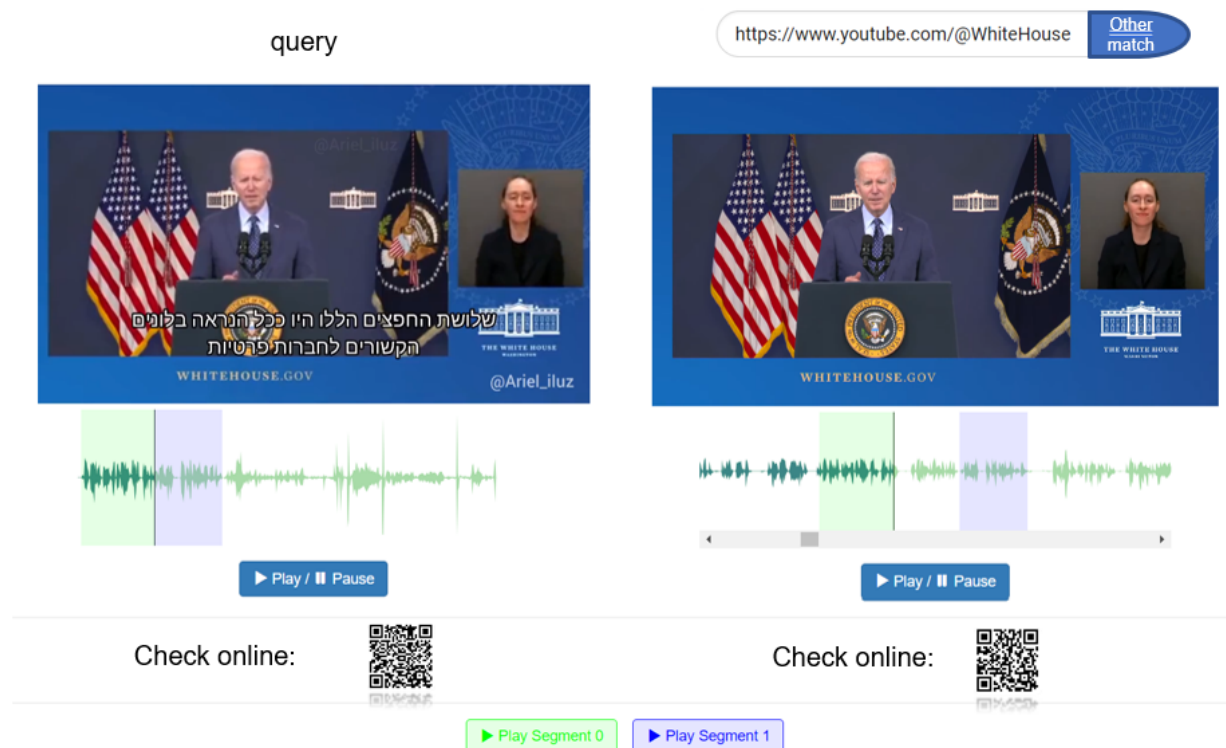 query
https://www.youtube.com/@WhiteHouse
Other
match
@Ariel_iluz
שלושת החפצים הללו היו ככל הנראה בלונים
הקשורים לחברות פרטיות
THE WHITE HOUSE
WASHINGTON
WHITEHOUSE.GOV
@Ariel_iluz
THE WHITE HOUSE
WASHINGTON
WHITEHOUSE.GOV
Play / Pause
Play / Pause
Check online:
Check online:
Play Segment 0
Play Segment 1